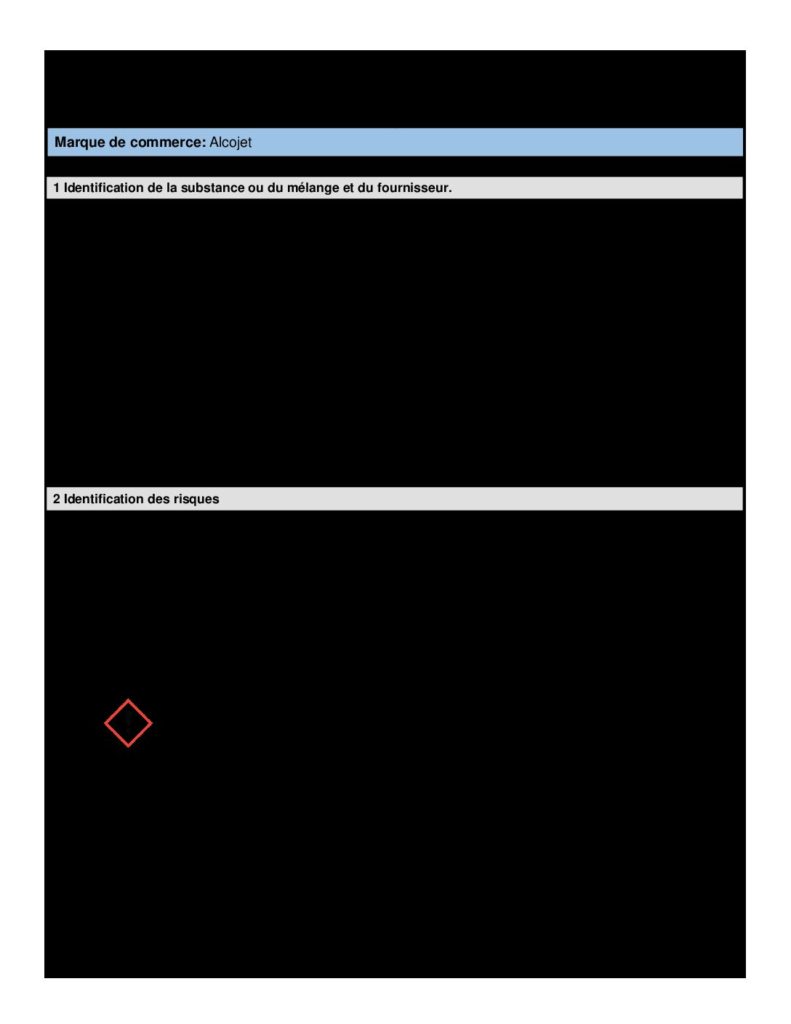 Marque de commerce: Alcojet
1 Identification de la substance ou du mélange et du fournisseur.
2 Identification des risques